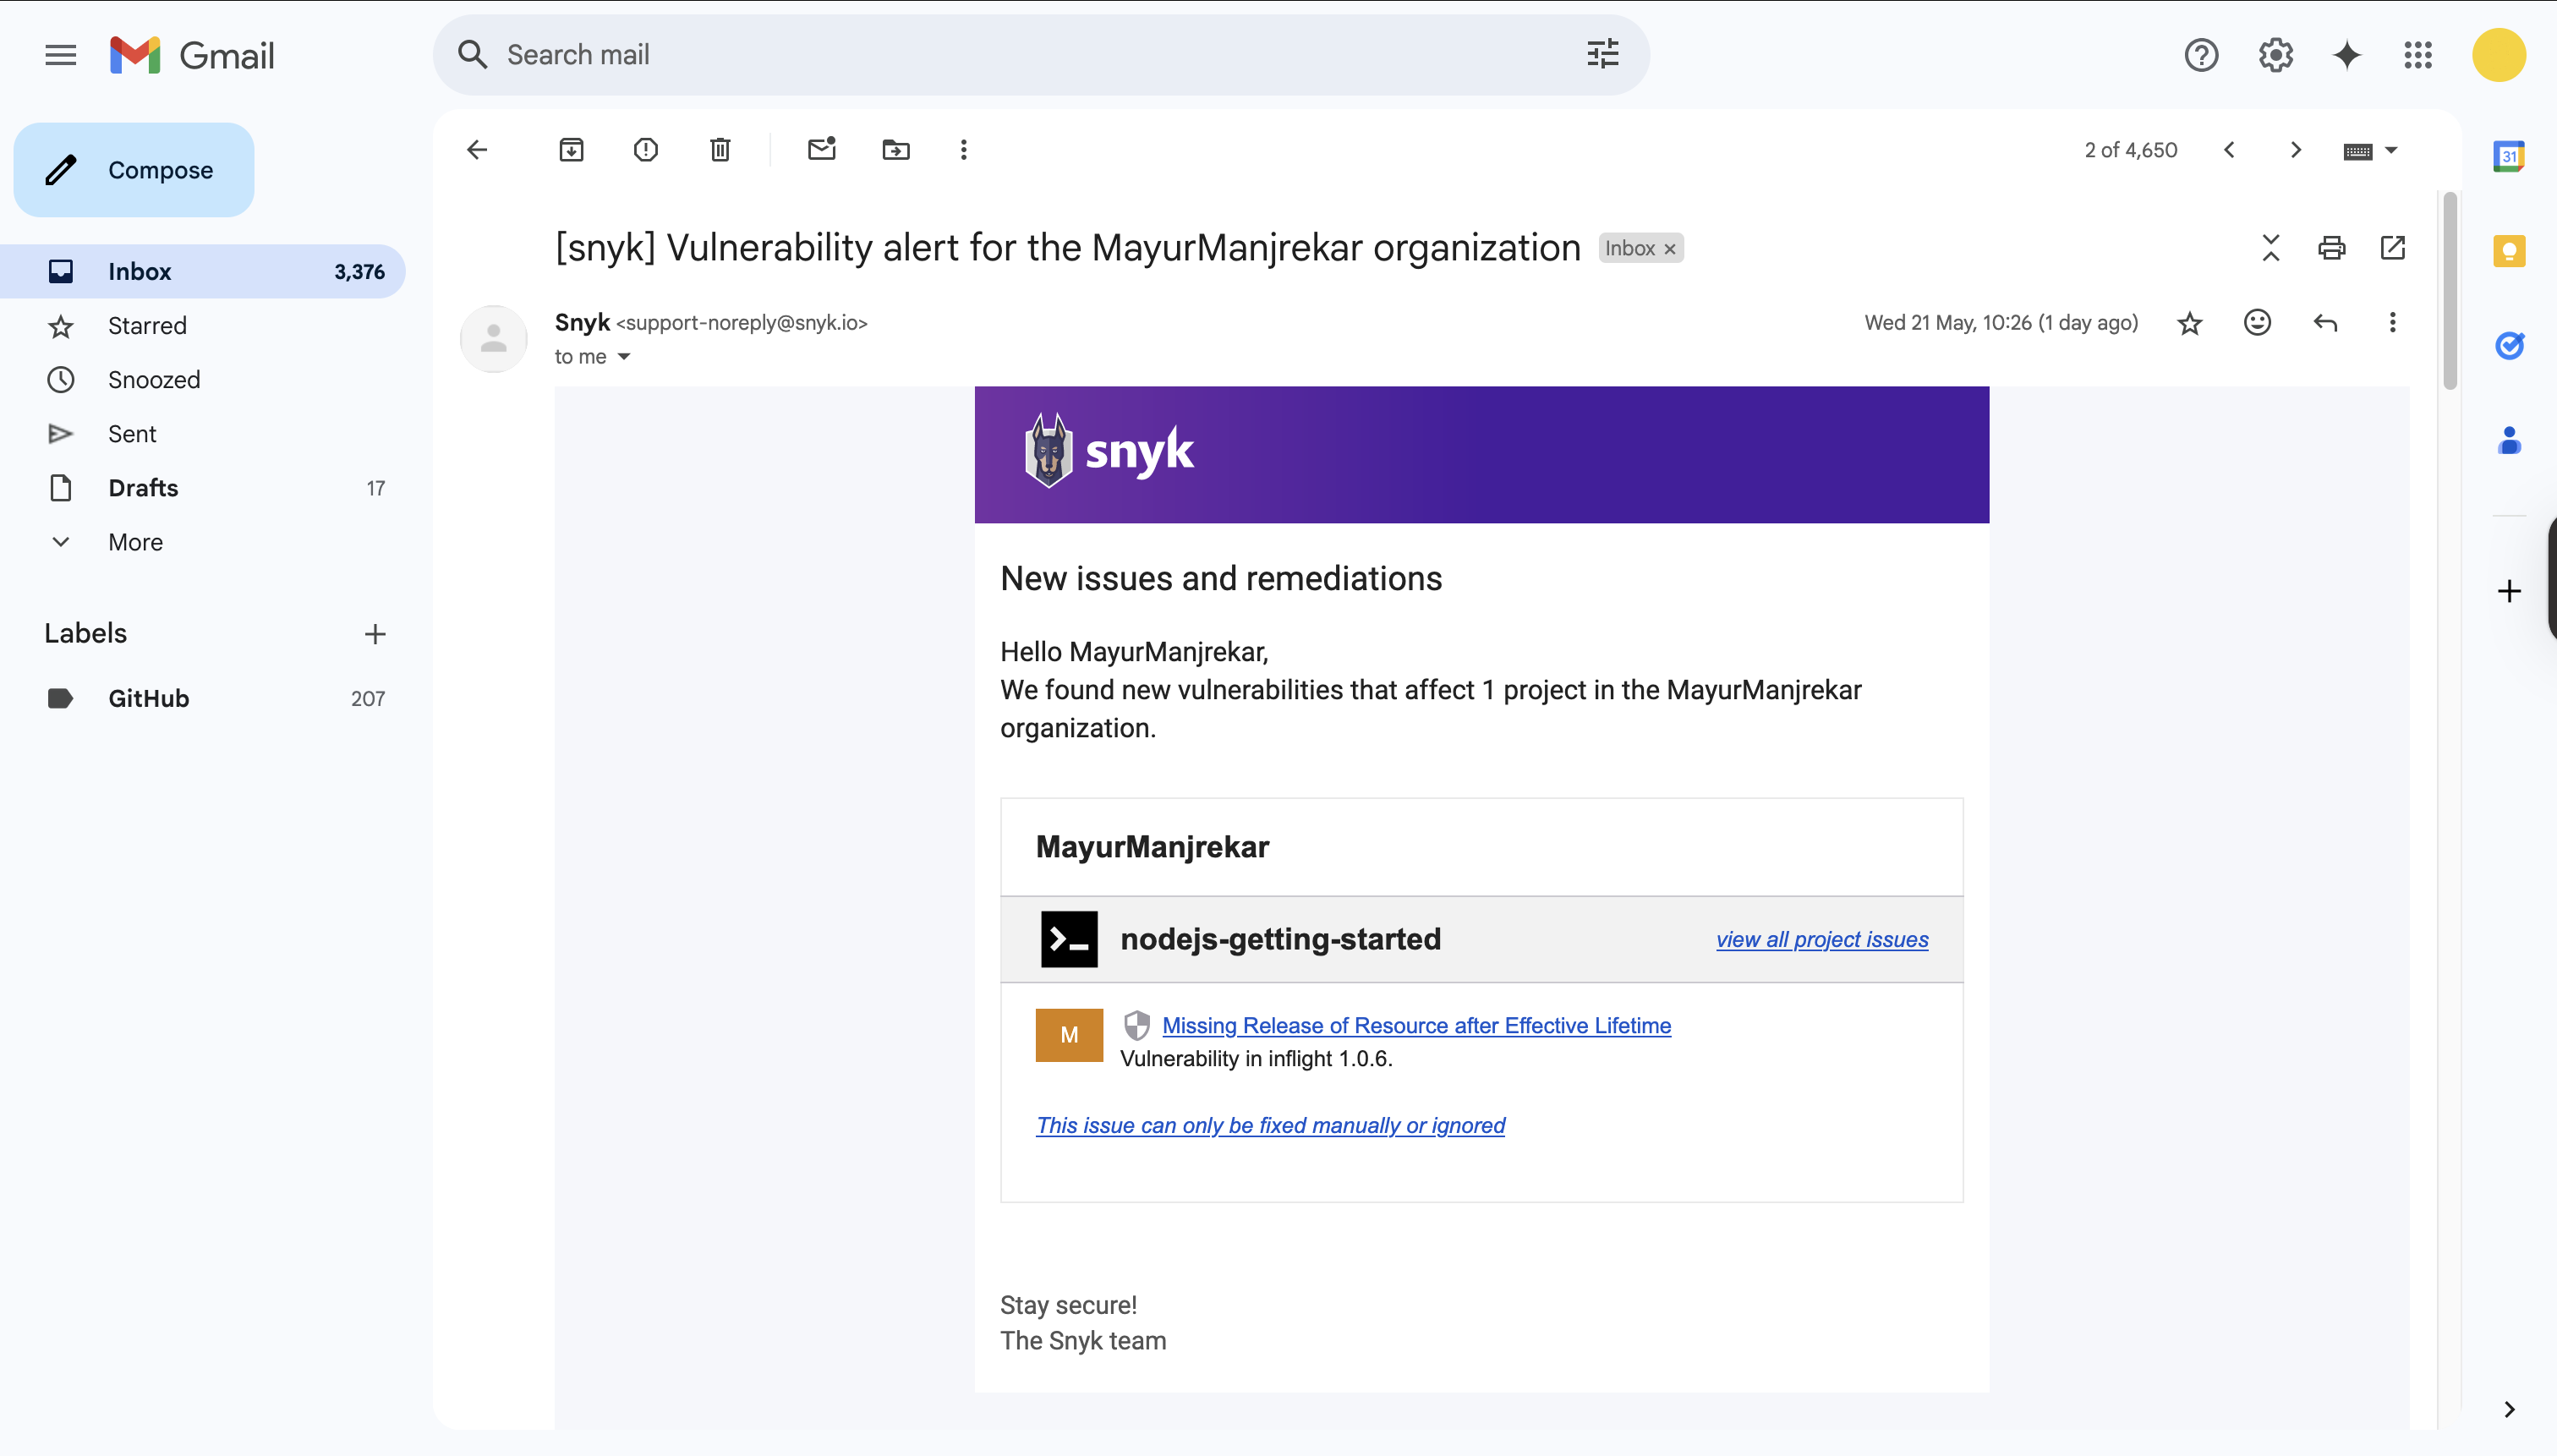 Gmail
Search mail
Compose
Inbox 3,376
Starred
Snoozed
Sent
Drafts 17
More
Labels
GitHub 207
2 of 4,650
[snyk] Vulnerability alert for the MayurManjrekar organization Inbox ×
Snyk <support-noreply@snyk.io>
Wed 21 May, 10:26 (1 day ago)
to me
snyk
New issues and remediations
Hello MayurManjrekar,
We found new vulnerabilities that affect 1 project in the MayurManjrekar
organization.
MayurManjrekar
nodejs-getting-started
view all project issues
M
Missing Release of Resource after Effective Lifetime
Vulnerability in inflight 1.0.6.
This issue can only be fixed manually or ignored
Stay secure!
The Snyk team
31